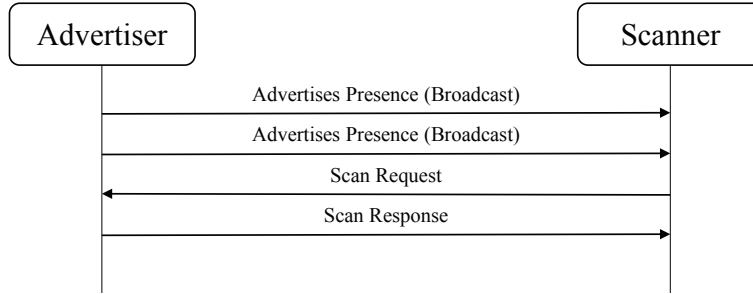 Advertiser
Scanner
Advertises Presence (Broadcast)
Advertises Presence (Broadcast)
Scan Request
Scan Response